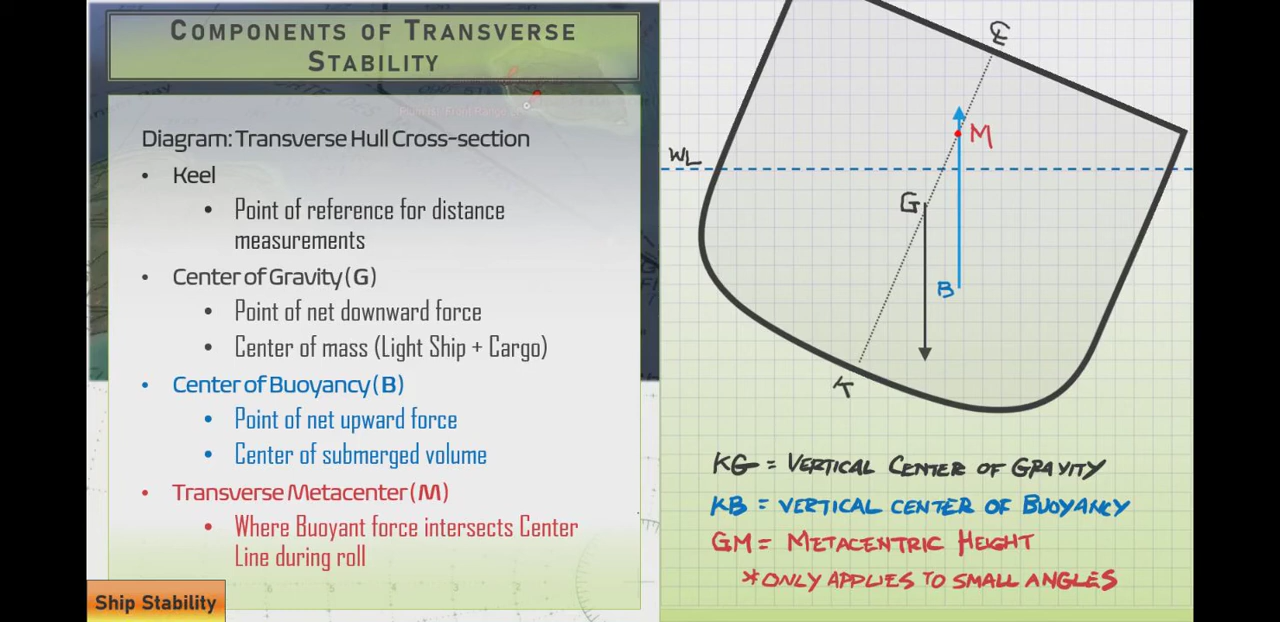 COMPONENTS OF TRANSVERSE
STABILITY
Diagram: Transverse Hull Cross-section
• Keel
• Point of reference for distance
measurements
• Center of Gravity (G)
• Point of net downward force
• Center of mass (Light Ship + Cargo)
• Center of Buoyancy (B)
• Point of net upward force
• Center of submerged volume
• Transverse Metacenter (M)
• Where Buoyant force intersects Center
Line during roll
Ship Stability
℄
M
WL
G
B
K
KG = VERTICAL CENTER OF GRAVITY
KB = VERTICAL CENTER OF BUOYANCY
GM = METACENTRIC HEIGHT
*ONLY APPLIES TO SMALL ANGLES